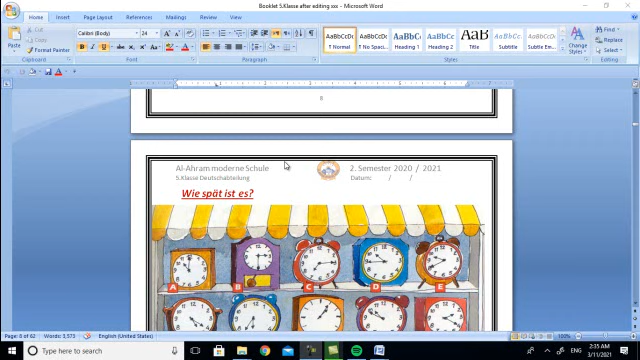 Booklet 5.Klasse after editing xxx - Microsoft Word
Home Insert Page Layout References Mailings Review View
Paste Cut Copy Format Painter
Calibri (Body) 24
AaBbCcDc AaBbCcDc AaBbCc AaBbCc AaB AaBbCc AaBbCcDc
¶ Normal ¶ No Spaci... Heading 1 Heading 2 Title Subtitle Subtle Em...
Change Styles
Find Replace Select
Clipboard Font Paragraph Styles Editing
8
Al-Ahram moderne Schule 2. Semester 2020 / 2021
5.Klasse Deutschabteilung Datum: / /
Wie spät ist es?
A B C D E
Page: 8 of 62 Words: 1,573 English (United States) 100%
Type here to search
ENG 2:35 AM
3/11/2021